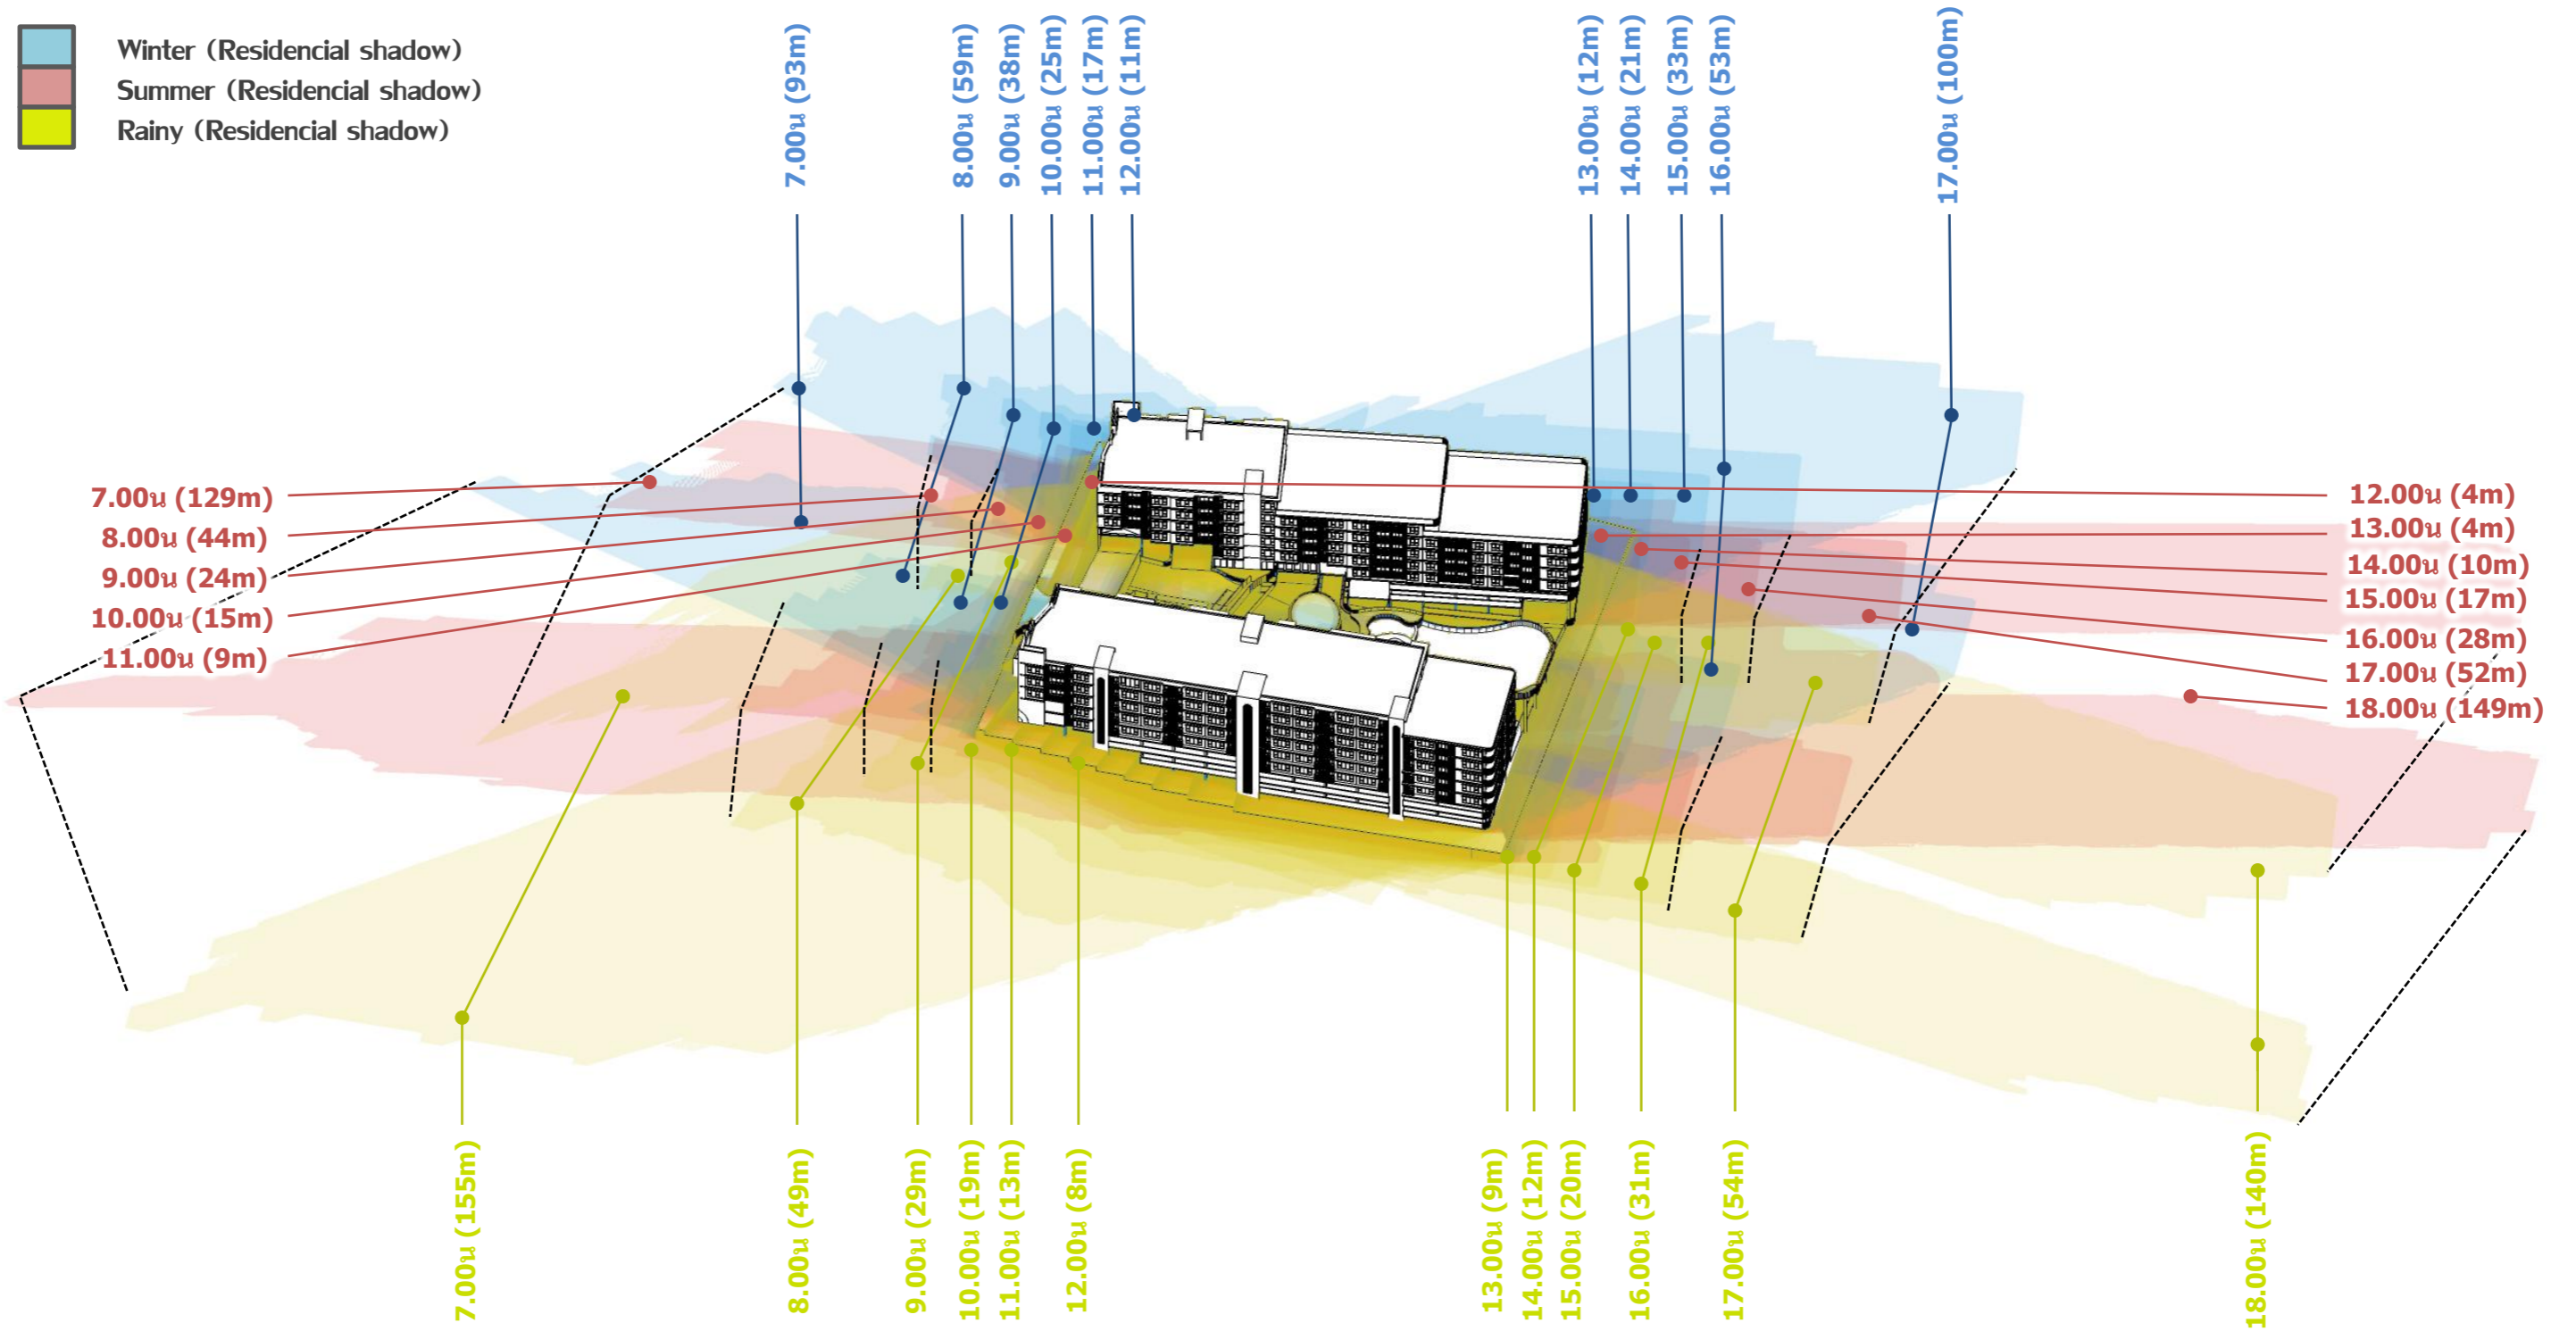 Winter (Residencial shadow)
Summer (Residencial shadow)
Rainy (Residencial shadow)
7.00น (93m)
8.00น (59m)
9.00น (38m)
10.00น (25m)
11.00น (17m)
12.00น (11m)
13.00น (12m)
14.00น (21m)
15.00น (33m)
16.00น (53m)
17.00น (100m)
7.00น (129m)
8.00น (44m)
9.00น (24m)
10.00น (15m)
11.00น (9m)
12.00น (4m)
13.00น (4m)
14.00น (10m)
15.00น (17m)
16.00น (28m)
17.00น (52m)
18.00น (149m)
7.00น (155m)
8.00น (49m)
9.00น (29m)
10.00น (19m)
11.00น (13m)
12.00น (8m)
13.00น (9m)
14.00น (12m)
15.00น (20m)
16.00น (31m)
17.00น (54m)
18.00น (140m)